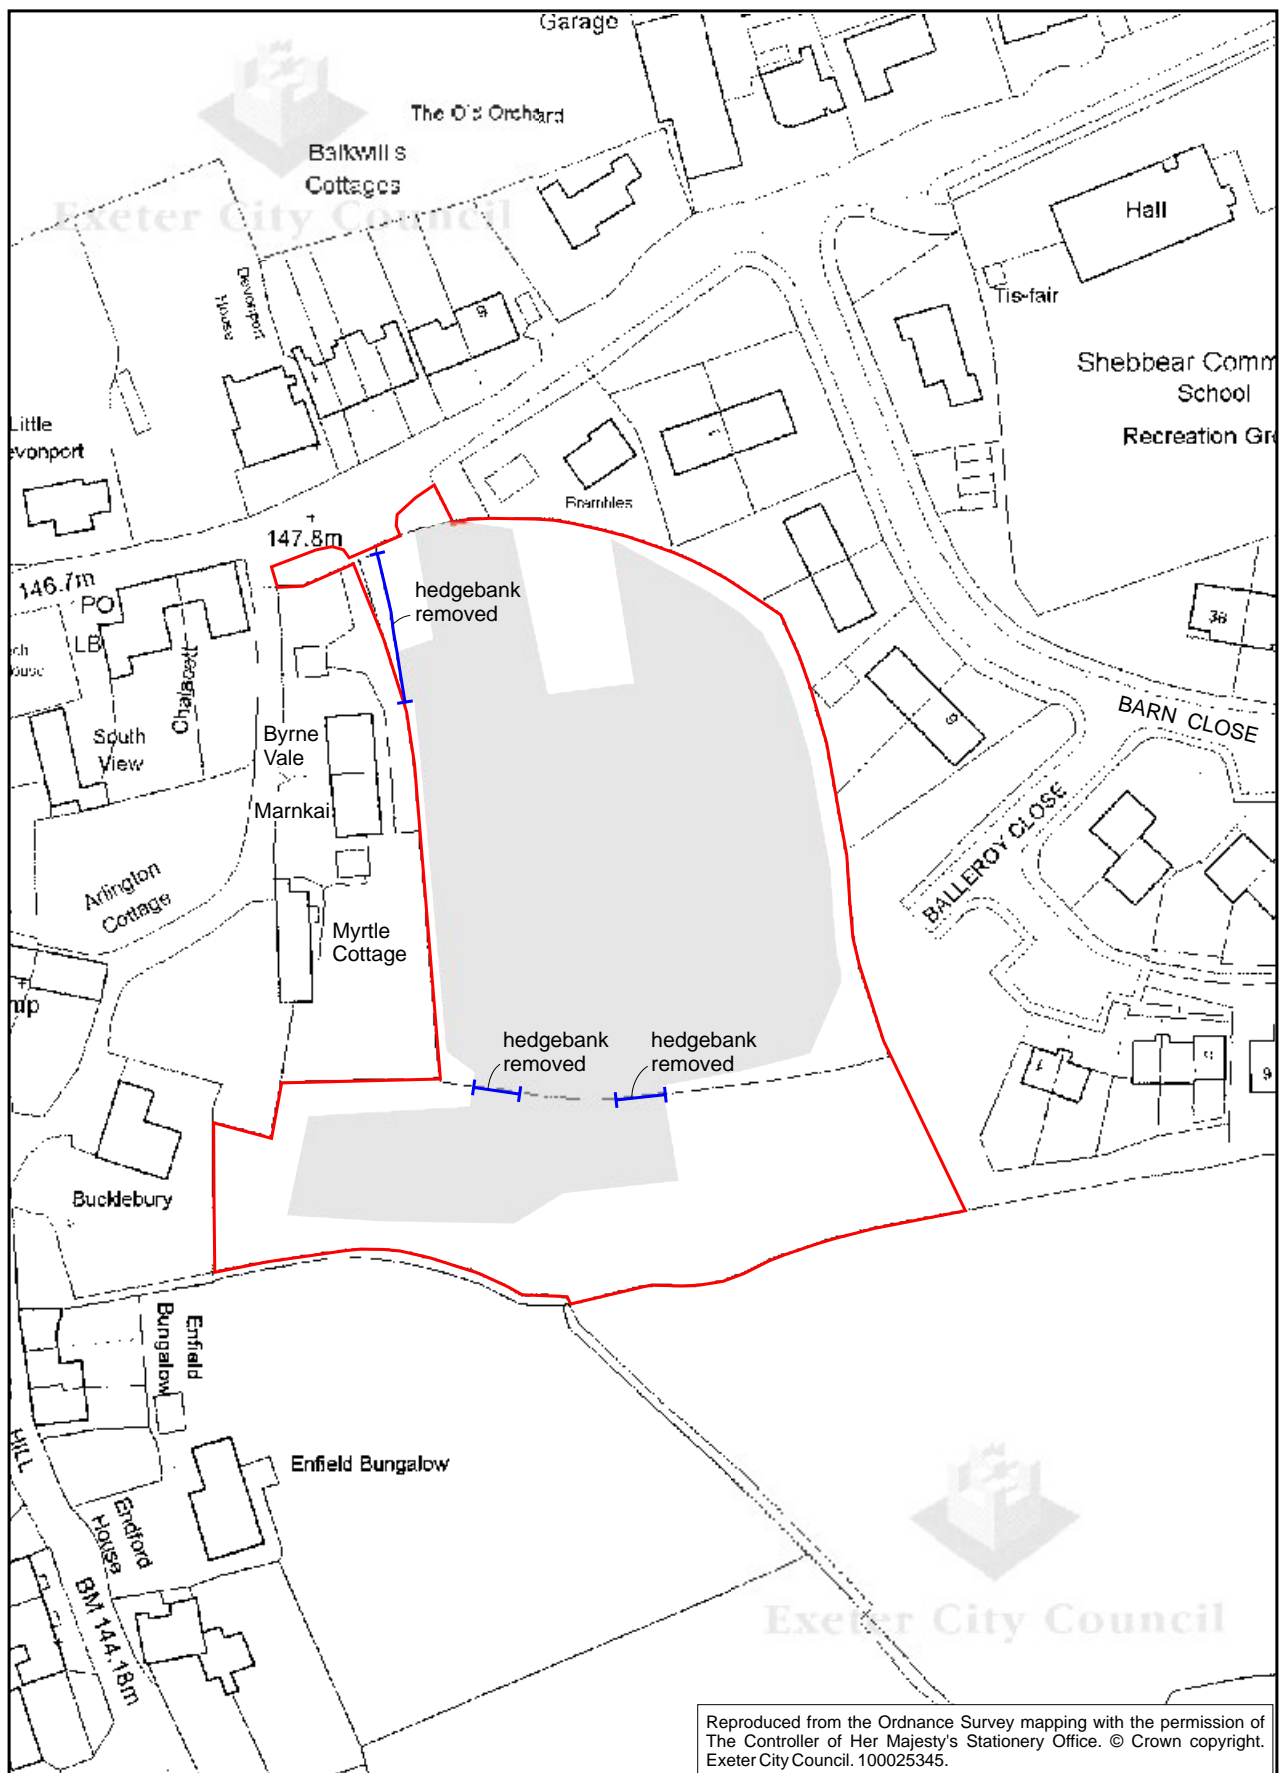 Garage
The Old Orchard
Balkwill's
Cottages
Exeter City Council
Hall
Devonport
House
Tis-fair
Shebbear Comm
School
Recreation Gr
Little
vonport
Brambles
147.8m
146.7m
PO
LB
hedgebank
removed
38
Chalacott
South
View
Byrne
Vale
Marnkai
BARN CLOSE
BALLEROY CLOSE
Arlington
Cottage
Myrtle
Cottage
hedgebank
removed
hedgebank
removed
Bucklebury
Enfield
Bungalow
Enfield Bungalow
HILL
Endford
House
BM 144.18m
Exeter City Council
Reproduced from the Ordnance Survey mapping with the permission of
The Controller of Her Majesty's Stationery Office. © Crown copyright.
Exeter City Council. 100025345.